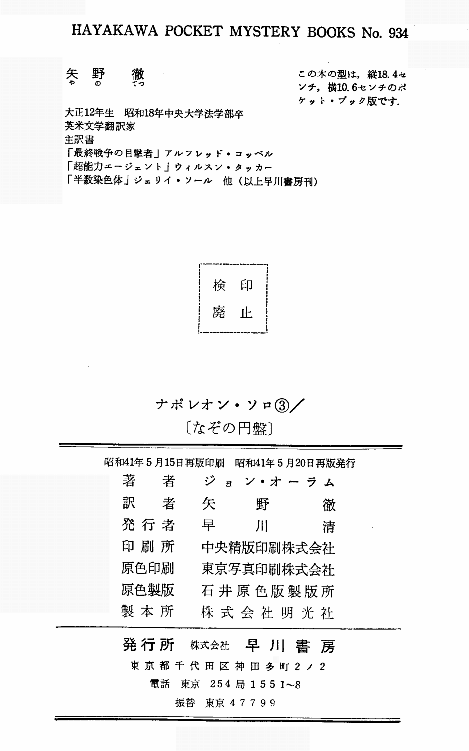 HAYAKAWA POCKET MYSTERY BOOKS No. 934
矢野 徹
や の てつ
この本の型は，縦18.4セ
ンチ，横10.6センチのポ
ケット・ブック版です．
大正12年生 昭和18年中央大学法学部卒
英米文学翻訳家
主訳書
「最終戦争の目撃者」アルフレッド・コッペル
「超能力エージェント」ウィルスン・タッカー
「半数染色体」ジェリイ・ソール 他（以上早川書房刊）
検印
廃止
ナポレオン・ソロ③／
〔なぞの円盤〕
昭和41年5月15日再版印刷 昭和41年5月20日再版発行
著者 ジョン・オーラム
訳者 矢野徹
発行者 早川清
印刷所 中央精版印刷株式会社
原色印刷 東京写真印刷株式会社
原色製版 石井原色版製版所
製本所 株式会社明光社
発行所 株式会社 早川書房
東京都千代田区神田多町2ノ2
電話 東京 254局1551～8
振替 東京47799